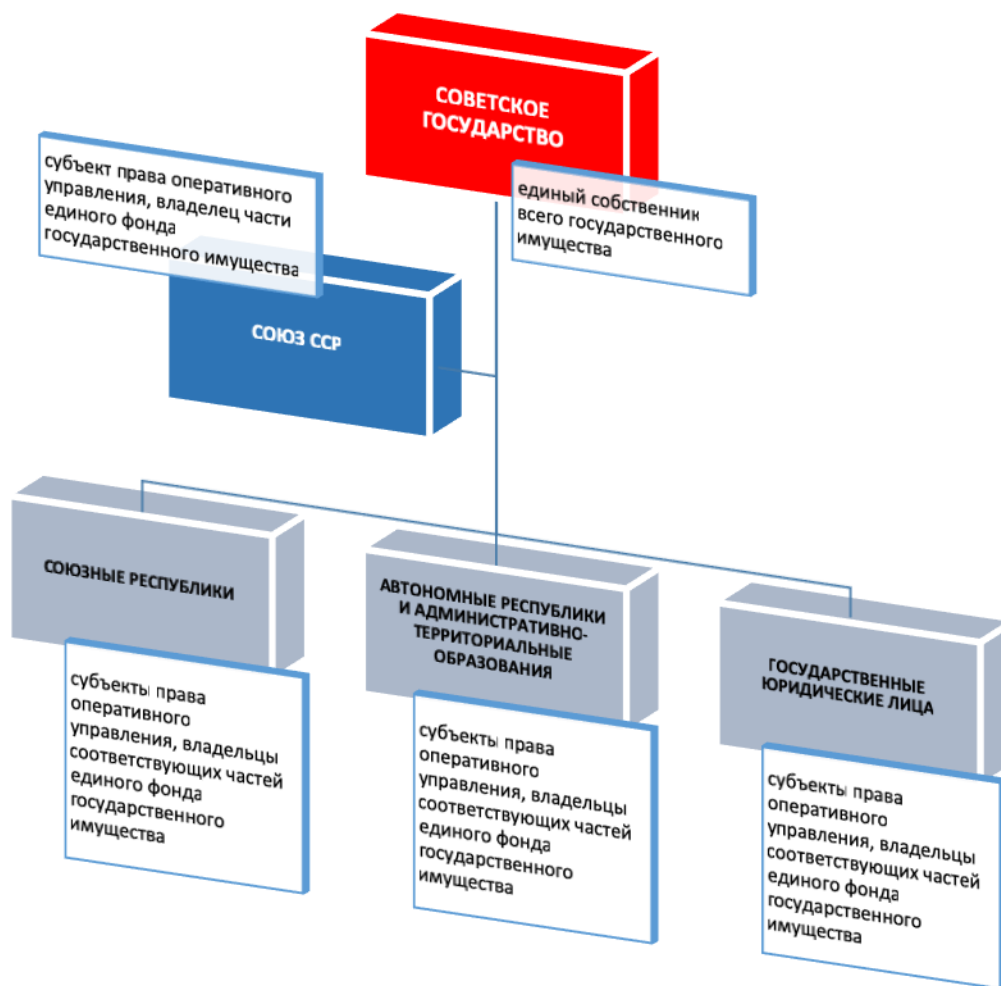 СОВЕТСКОЕ
ГОСУДАРСТВО
субъект права оперативного
управления, владелец части
единого фонда
государственного имущества
единый собственник
всего государственного
имущества
СОЮЗ ССР
СОЮЗНЫЕ РЕСПУБЛИКИ
АВТОНОМНЫЕ РЕСПУБЛИКИ
И АДМИНИСТРАТИВНО-
ТЕРРИТОРИАЛЬНЫЕ
ОБРАЗОВАНИЯ
ГОСУДАРСТВЕННЫЕ
ЮРИДИЧЕСКИЕ ЛИЦА
субъекты права
оперативного
управления, владельцы
соответствующих частей
единого фонда
государственного
имущества
субъекты права
оперативного
управления, владельцы
соответствующих частей
единого фонда
государственного
имущества
субъекты права
оперативного
управления, владельцы
соответствующих частей
единого фонда
государственного
имущества